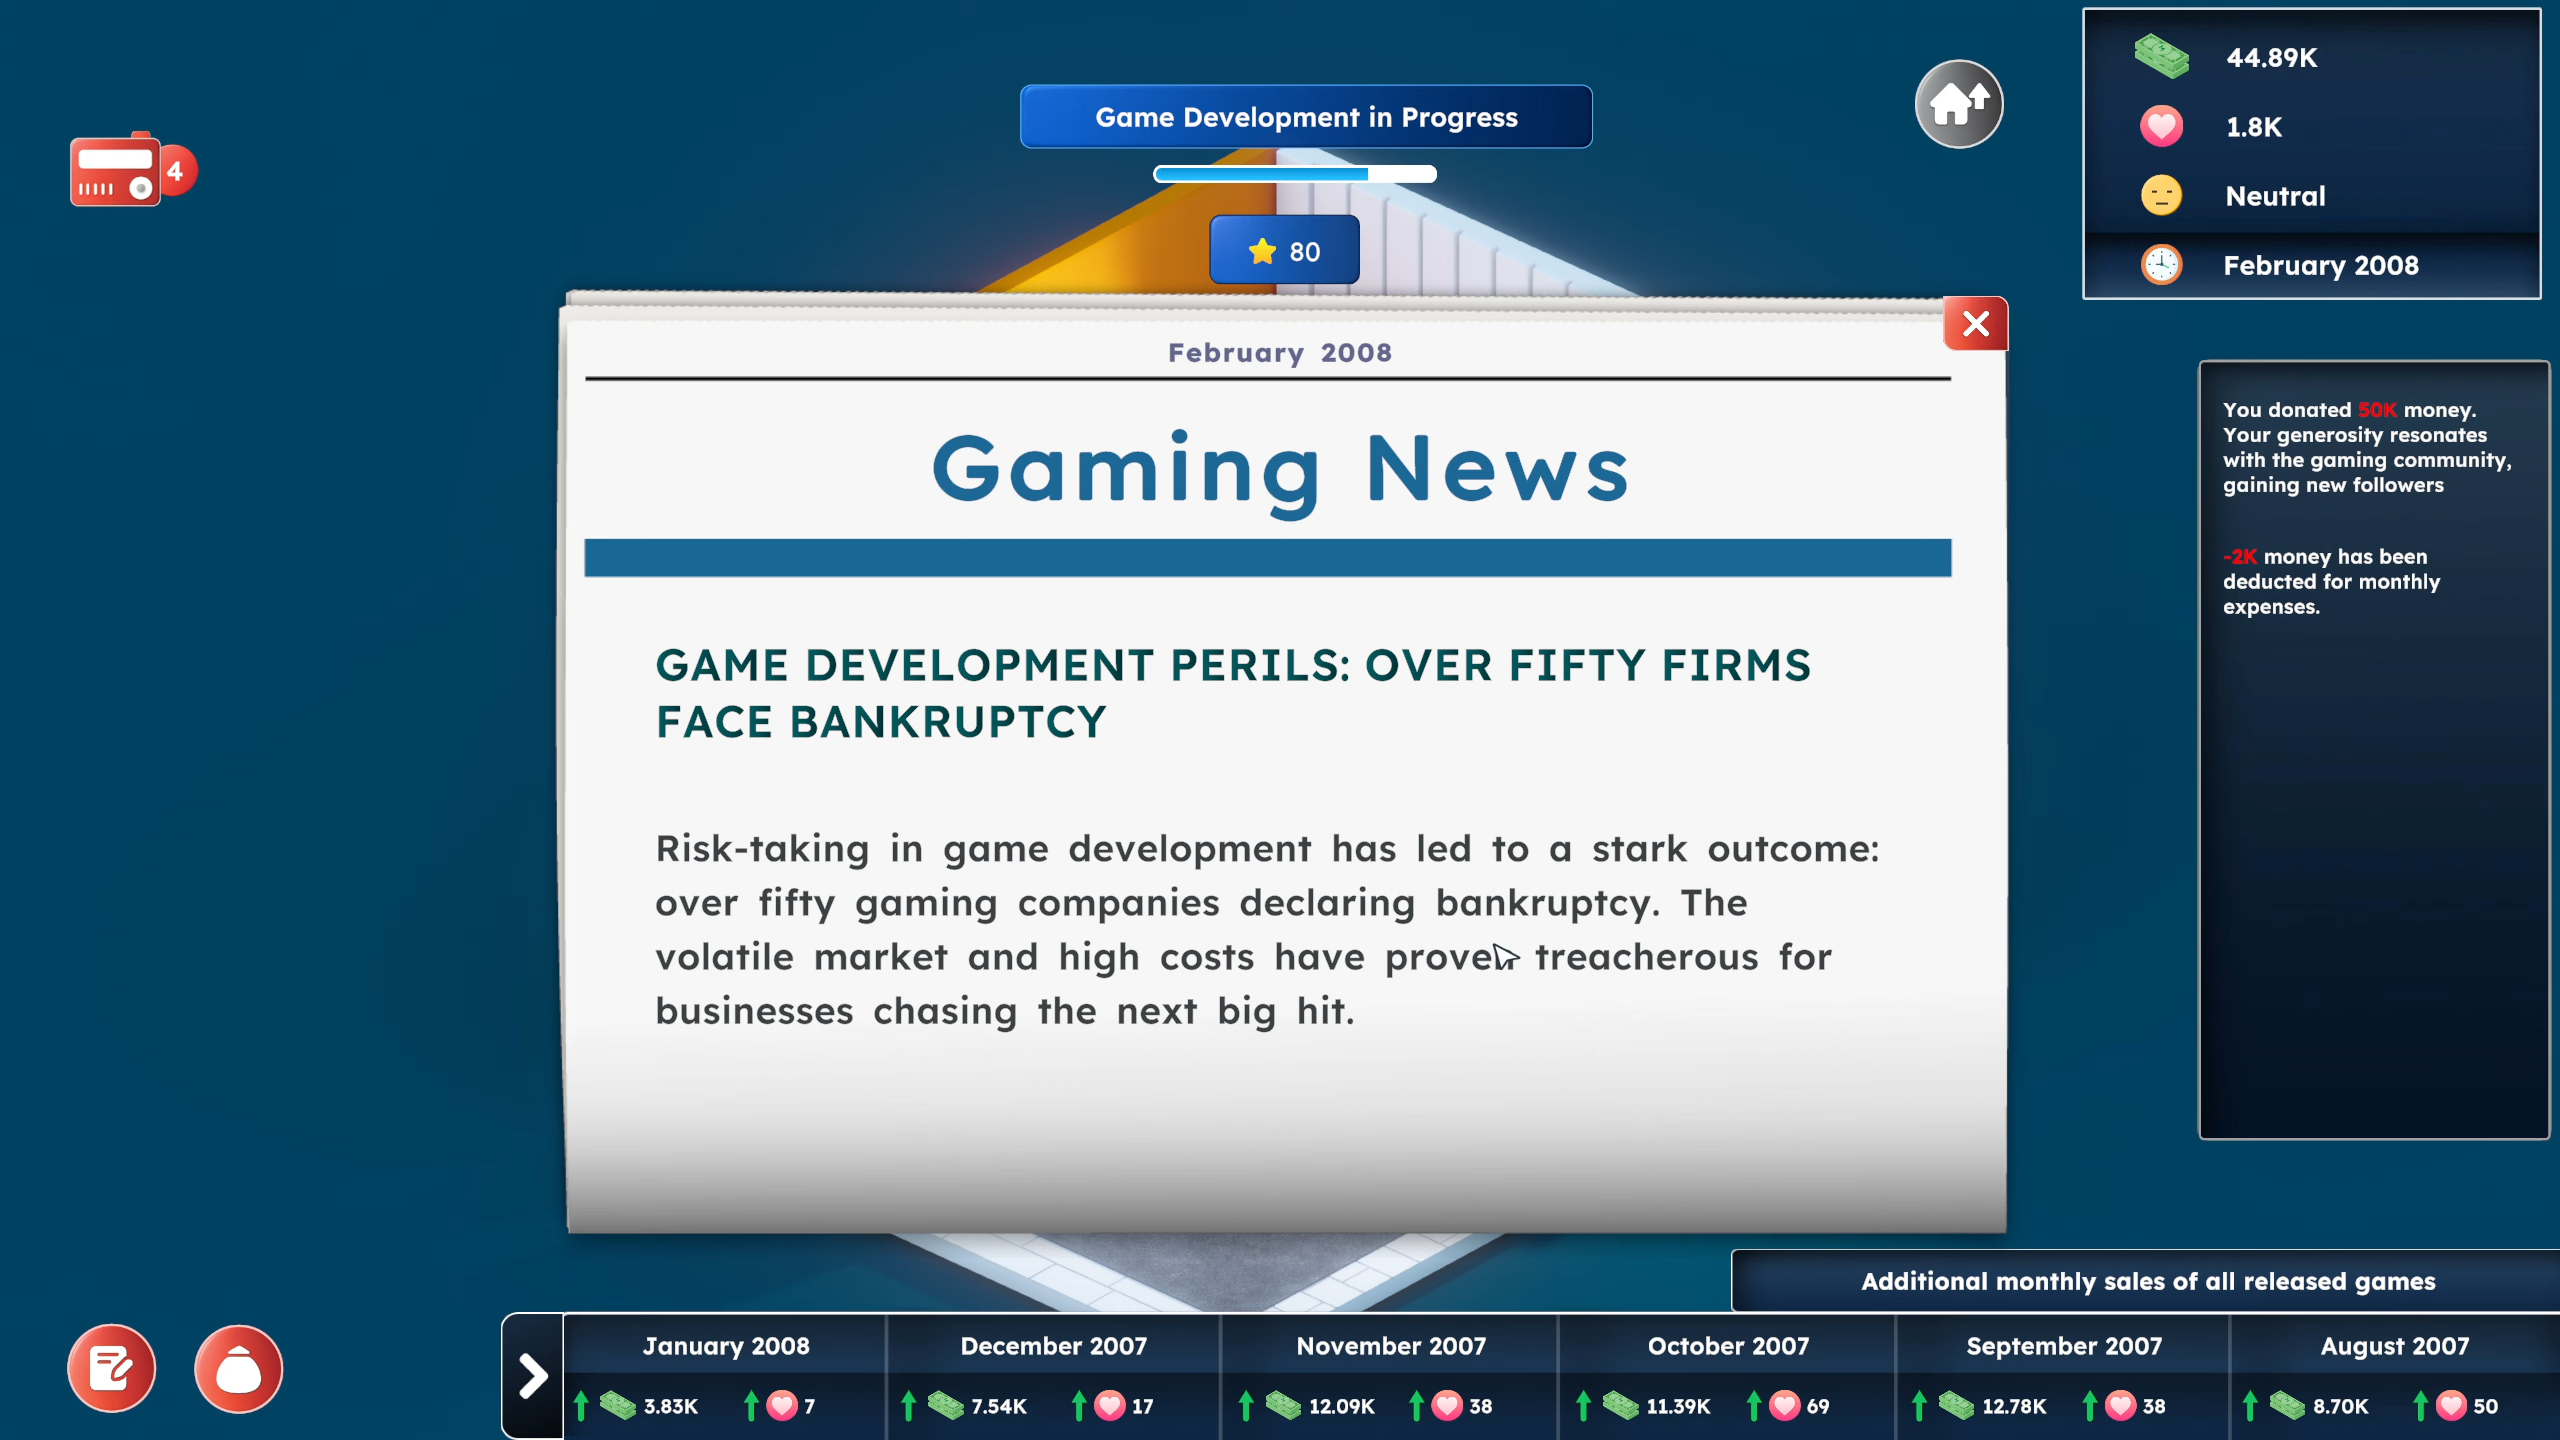 4
Game Development in Progress
80
44.89K
1.8K
Neutral
February 2008
February 2008
Gaming News
GAME DEVELOPMENT PERILS: OVER FIFTY FIRMS
FACE BANKRUPTCY
Risk-taking in game development has led to a stark outcome:
over fifty gaming companies declaring bankruptcy. The
volatile market and high costs have proven treacherous for
businesses chasing the next big hit.
You donated 50K money.
Your generosity resonates
with the gaming community,
gaining new followers
-2K money has been
deducted for monthly
expenses.
Additional monthly sales of all released games
January 2008
3.83K 7
December 2007
7.54K 17
November 2007
12.09K 38
October 2007
11.39K 69
September 2007
12.78K 38
August 2007
8.70K 50